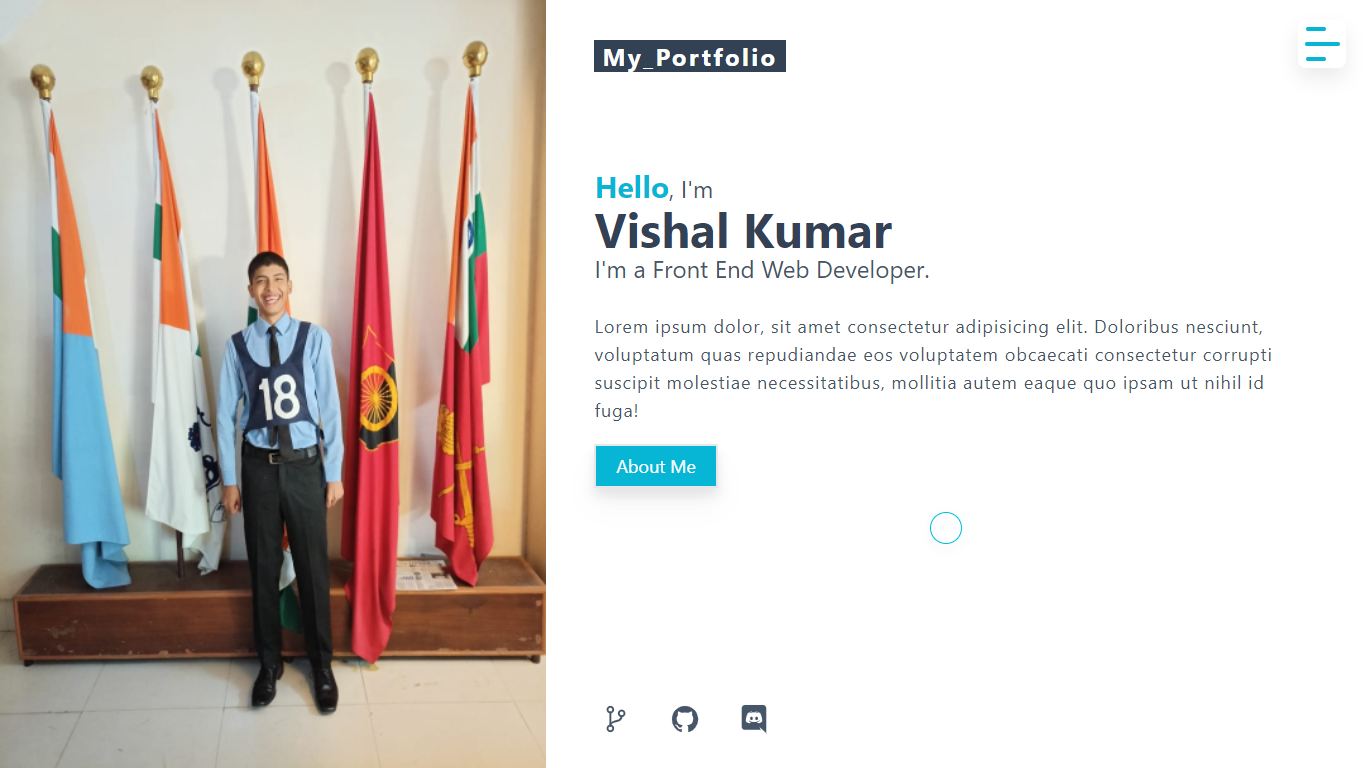 My_Portfolio
Hello, I'm
Vishal Kumar
I'm a Front End Web Developer.
Lorem ipsum dolor, sit amet consectetur adipisicing elit. Doloribus nesciunt,
voluptatum quas repudiandae eos voluptatem obcaecati consectetur corrupti
suscipit molestiae necessitatibus, mollitia autem eaque quo ipsam ut nihil id
fuga!
About Me
18